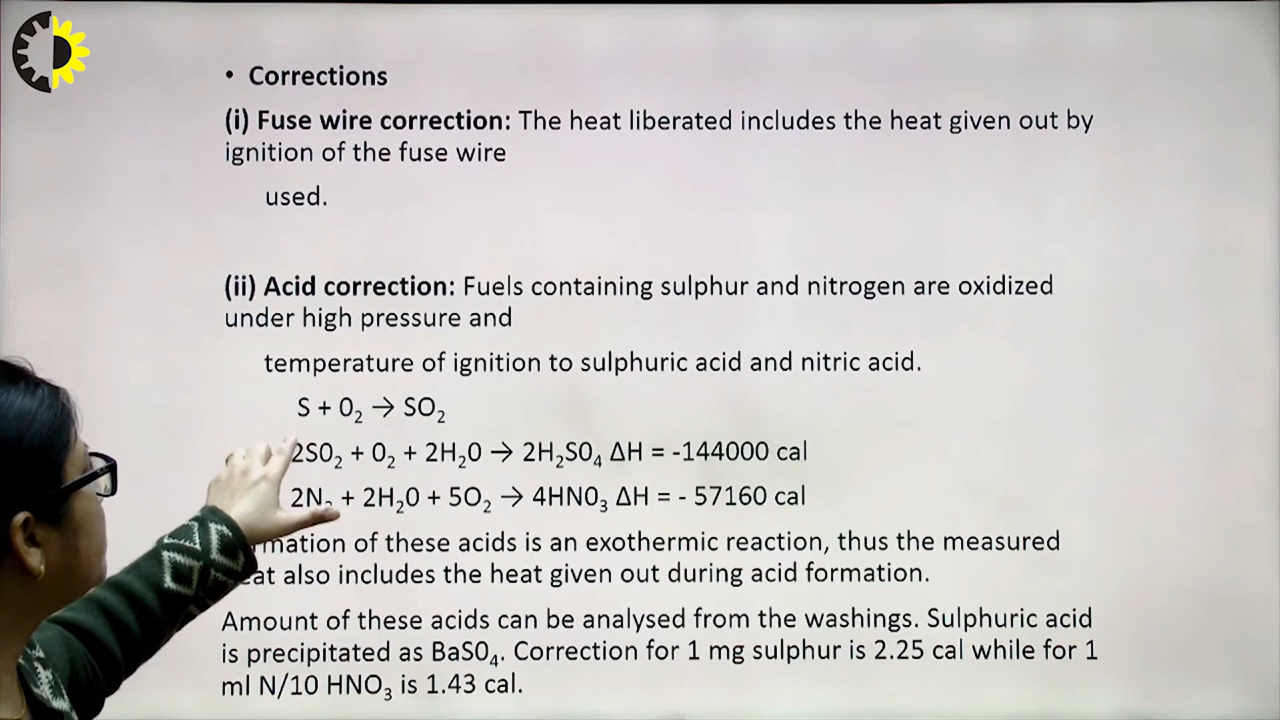 • Corrections
(i) Fuse wire correction: The heat liberated includes the heat given out by
ignition of the fuse wire
used.
(ii) Acid correction: Fuels containing sulphur and nitrogen are oxidized
under high pressure and
temperature of ignition to sulphuric acid and nitric acid.
S + O₂ → SO₂
2SO₂ + O₂ + 2H₂O → 2H₂SO₄ ΔH = -144000 cal
2N₂ + 2H₂O + 5O₂ → 4HNO₃ ΔH = - 57160 cal
of these acids is an exothermic reaction, thus the measured
also includes the heat given out during acid formation.
Amount of these acids can be analysed from the washings. Sulphuric acid
is precipitated as BaSO₄. Correction for 1 mg sulphur is 2.25 cal while for 1
ml N/10 HNO₃ is 1.43 cal.